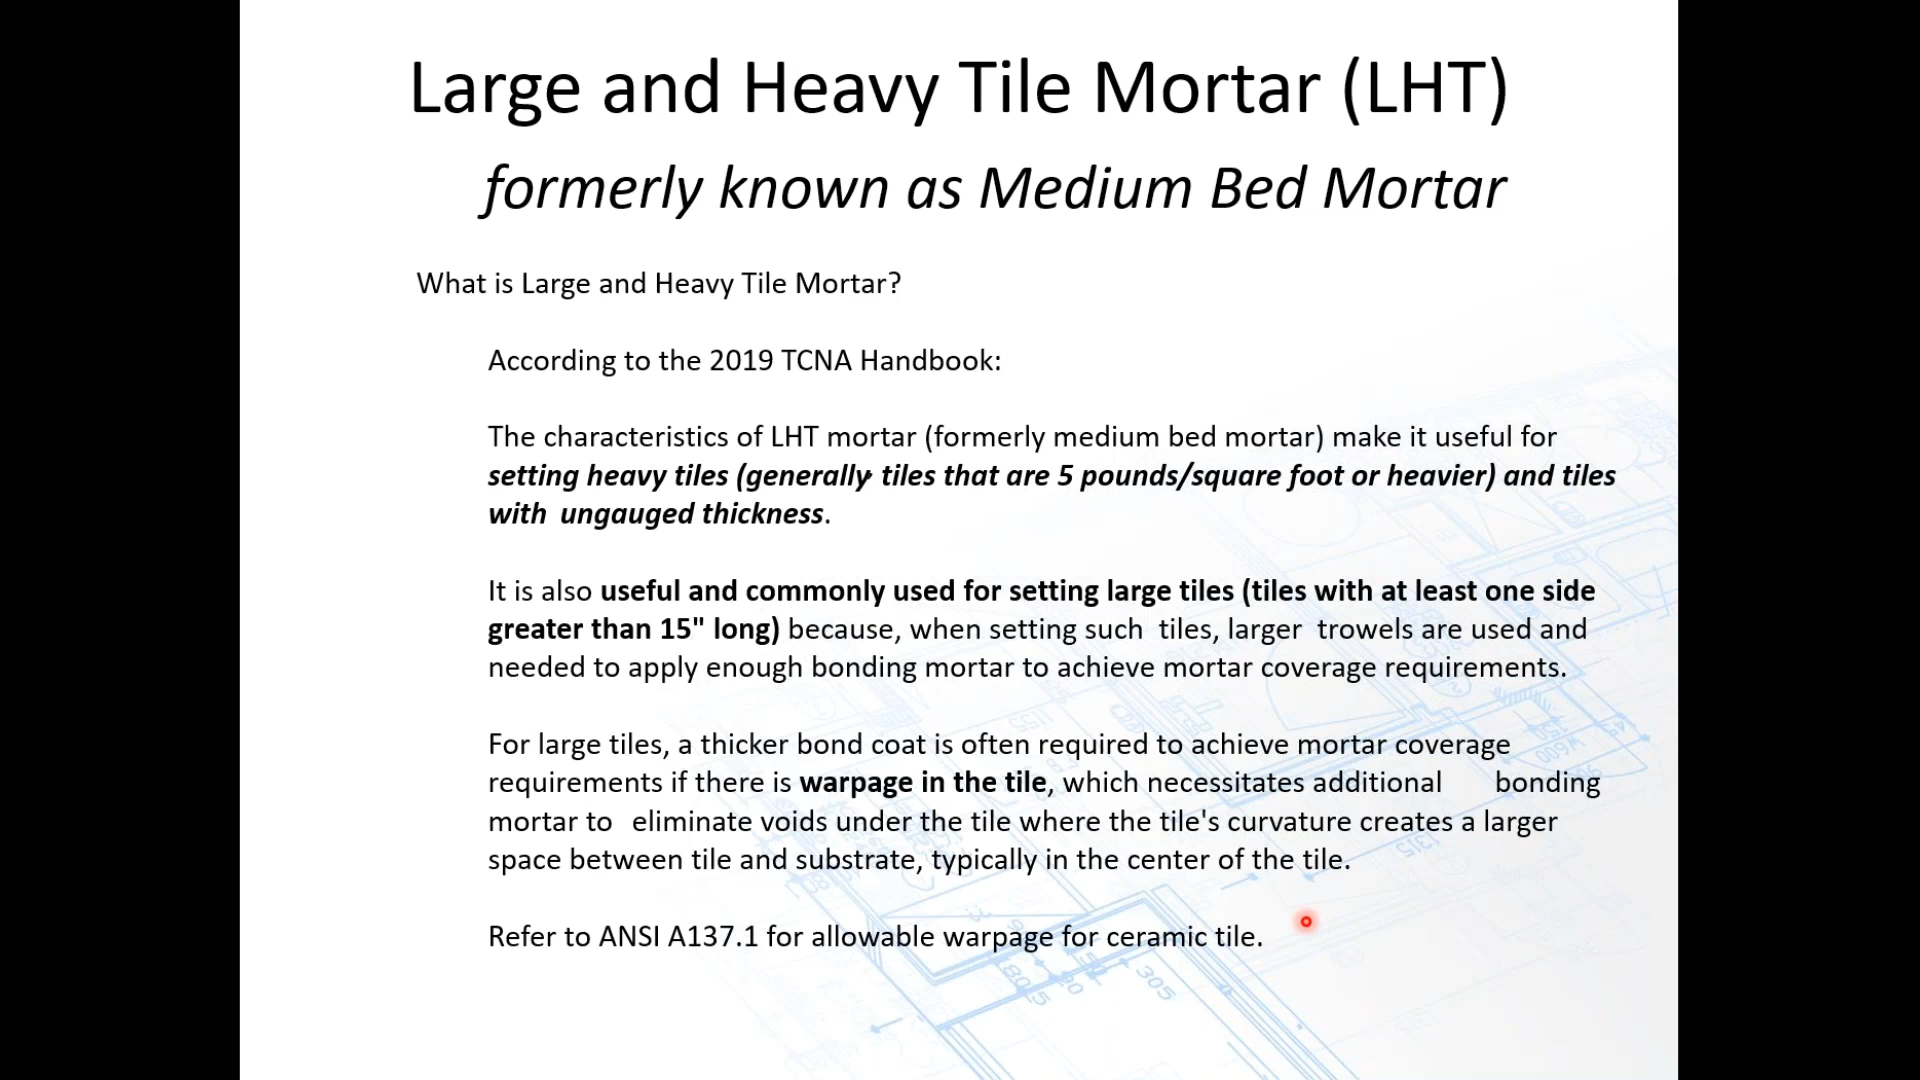 Large and Heavy Tile Mortar (LHT)
formerly known as Medium Bed Mortar
What is Large and Heavy Tile Mortar?
According to the 2019 TCNA Handbook:
The characteristics of LHT mortar (formerly medium bed mortar) make it useful for
setting heavy tiles (generally tiles that are 5 pounds/square foot or heavier) and tiles
with ungauged thickness.
It is also useful and commonly used for setting large tiles (tiles with at least one side
greater than 15" long) because, when setting such tiles, larger trowels are used and
needed to apply enough bonding mortar to achieve mortar coverage requirements.
For large tiles, a thicker bond coat is often required to achieve mortar coverage
requirements if there is warpage in the tile, which necessitates additional bonding
mortar to eliminate voids under the tile where the tile's curvature creates a larger
space between tile and substrate, typically in the center of the tile.
Refer to ANSI A137.1 for allowable warpage for ceramic tile.
305
1315